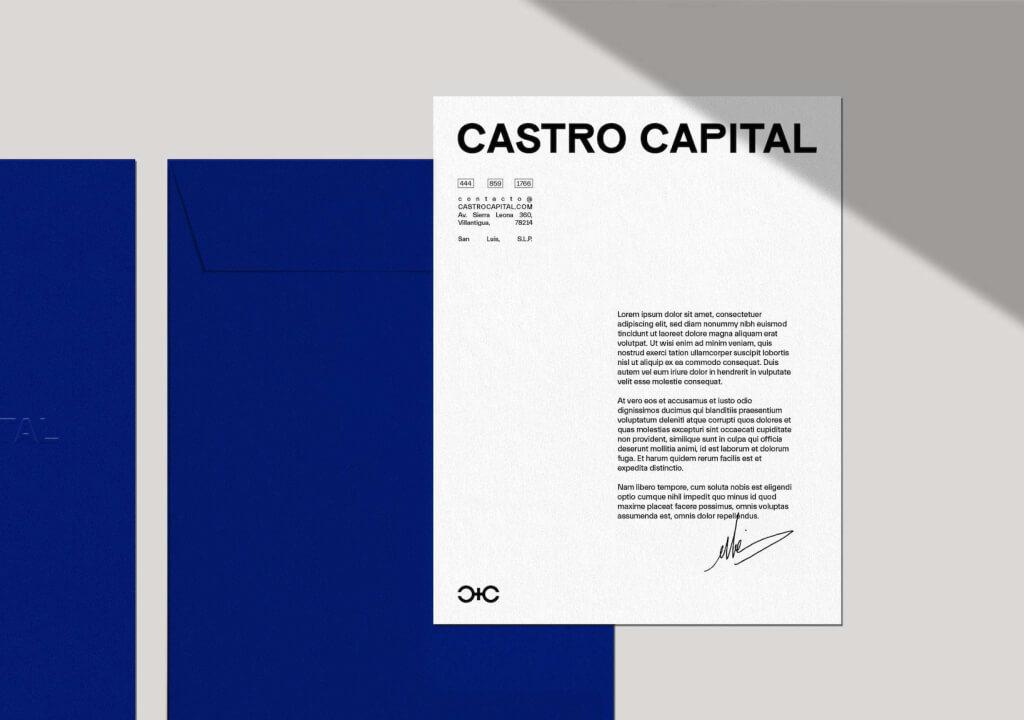 CASTRO CAPITAL
444 859 1766
contacto@
CASTROCAPITAL.COM
Av. Sierra Leona 360,
Villantigua, 78214
San Luis, S.L.P.
Lorem ipsum dolor sit amet, consectetuer
adipiscing elit, sed diam nonummy nibh euismod
tincidunt ut laoreet dolore magna aliquam erat
volutpat. Ut wisi enim ad minim veniam, quis
nostrud exerci tation ullamcorper suscipit lobortis
nisl ut aliquip ex ea commodo consequat. Duis
autem vel eum iriure dolor in hendrerit in vulputate
velit esse molestie consequat.
At vero eos et accusamus et iusto odio
dignissimos ducimus qui blanditiis praesentium
voluptatum deleniti atque corrupti quos dolores et
quas molestias excepturi sint occaecati cupiditate
non provident, similique sunt in culpa qui officia
deserunt mollitia animi, id est laborum et dolorum
fuga. Et harum quidem rerum facilis est et
expedita distinctio.
Nam libero tempore, cum soluta nobis est eligendi
optio cumque nihil impedit quo minus id quod
maxime placeat facere possimus, omnis voluptas
assumenda est, omnis dolor repellendus.
TAL